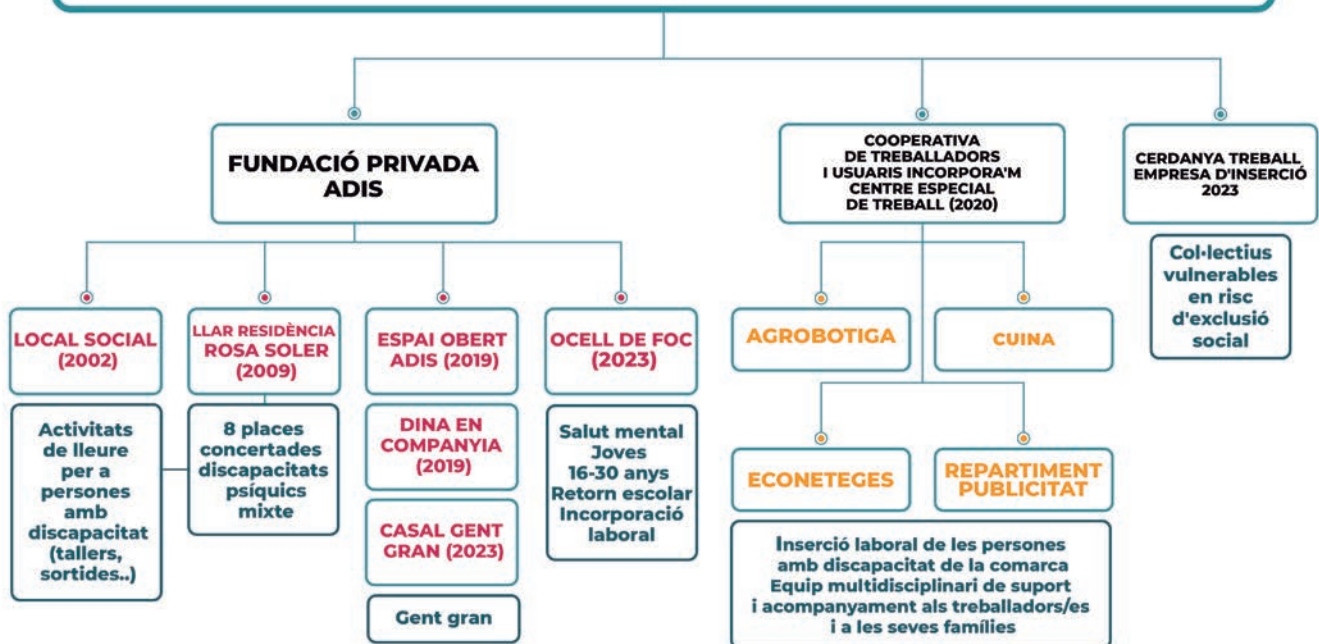 FUNDACIÓ PRIVADA
ADIS
COOPERATIVA
DE TREBALLADORS
I USUARIS INCORPORA'M
CENTRE ESPECIAL
DE TREBALL (2020)
CERDANYA TREBALL
EMPRESA D'INSERCIÓ
2023
Col·lectius
vulnerables
en risc
d'exclusió
social
LOCAL SOCIAL
(2002)
Activitats
de lleure
per a
persones
amb
discapacitat
(tallers,
sortides..)
LLAR RESIDÈNCIA
ROSA SOLER
(2009)
8 places
concertades
discapacitats
psíquics
mixte
ESPAI OBERT
ADIS (2019)
DINA EN
COMPANYIA
(2019)
CASAL GENT
GRAN (2023)
Gent gran
OCELL DE FOC
(2023)
Salut mental
Joves
16-30 anys
Retorn escolar
Incorporació
laboral
AGROBOTIGA
CUINA
ECONETEGES
REPARTIMENT
PUBLICITAT
Inserció laboral de les persones
amb discapacitat de la comarca
Equip multidisciplinari de suport
i acompanyament als treballadors/es
i a les seves famílies